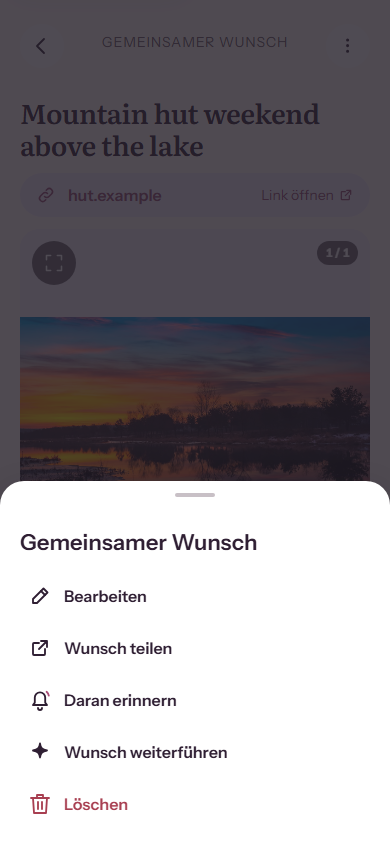 GEMEINSAMER WUNSCH
Mountain hut weekend
above the lake
hut.example
Link öffnen
1/1
Gemeinsamer Wunsch
Bearbeiten
Wunsch teilen
Daran erinnern
Wunsch weiterführen
Löschen